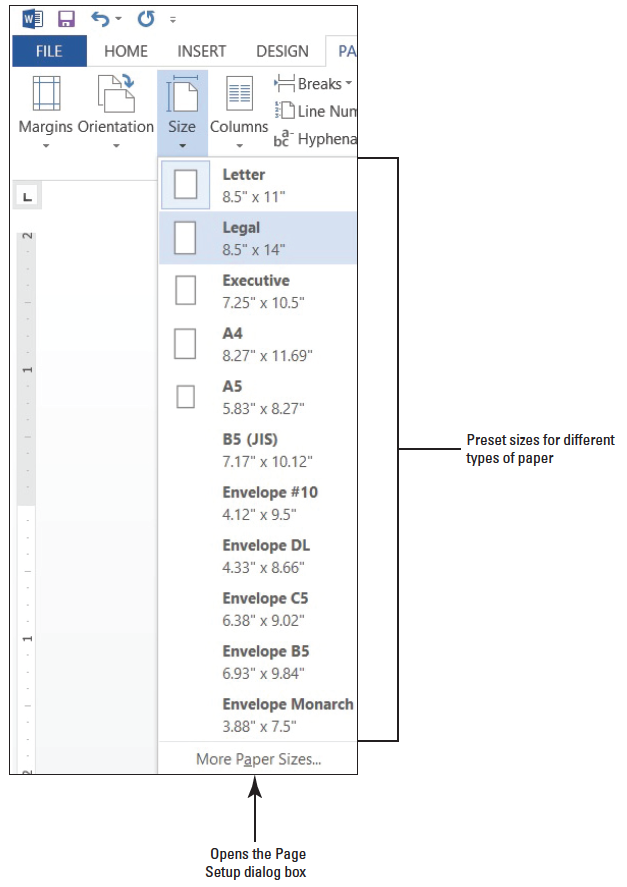 FILE HOME INSERT DESIGN PA
Breaks
Line Num
Hyphena
Margins Orientation Size Columns
L
Letter
8.5" x 11"
Legal
8.5" x 14"
Executive
7.25" x 10.5"
A4
8.27" x 11.69"
A5
5.83" x 8.27"
B5 (JIS)
7.17" x 10.12"
Envelope #10
4.12" x 9.5"
Envelope DL
4.33" x 8.66"
Envelope C5
6.38" x 9.02"
Envelope B5
6.93" x 9.84"
Envelope Monarch
3.88" x 7.5"
More Paper Sizes...
2
1
1
2
Preset sizes for different
types of paper
Opens the Page
Setup dialog box